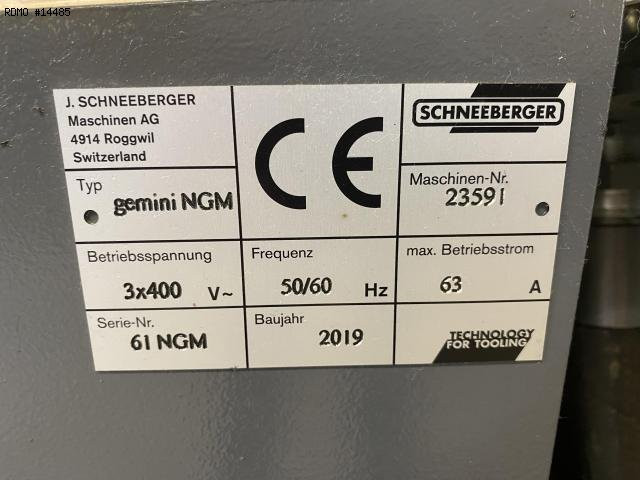 RDMO #14485
J. SCHNEEBERGER
Maschinen AG
4914 Roggwil
Switzerland
CE
SCHNEEBERGER
Typ
gemini NGM
Maschinen-Nr.
23591
Betriebsspannung
3x400 V~
Frequenz
50/60 Hz
max. Betriebsstrom
63 A
Serie-Nr.
61 NGM
Baujahr
2019
TECHNOLOGY
FOR TOOLING